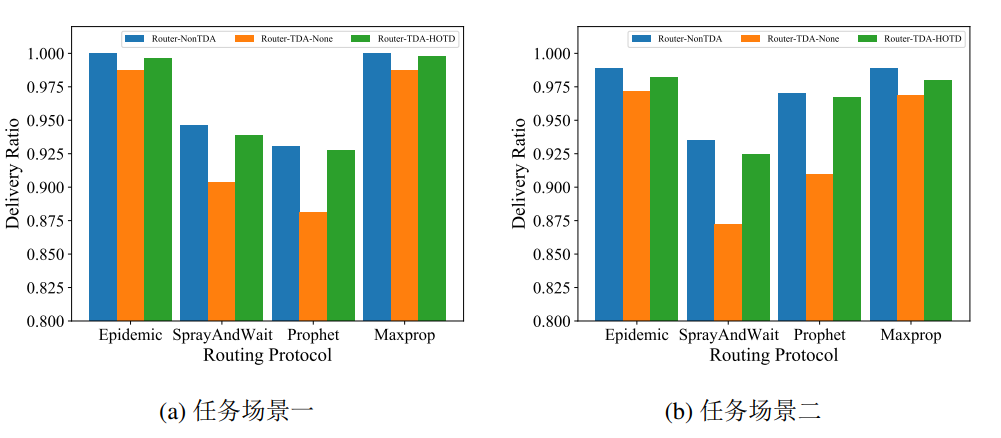 Router-NonTDA Router-TDA-None Router-TDA-HOTD
1.000
0.975
0.950
0.925
0.900
0.875
0.850
0.825
0.800
Delivery Ratio
Epidemic SprayAndWait Prophet Maxprop
Routing Protocol
(a) 任务场景一
Router-NonTDA Router-TDA-None Router-TDA-HOTD
1.000
0.975
0.950
0.925
0.900
0.875
0.850
0.825
0.800
Delivery Ratio
Epidemic SprayAndWait Prophet Maxprop
Routing Protocol
(b) 任务场景二